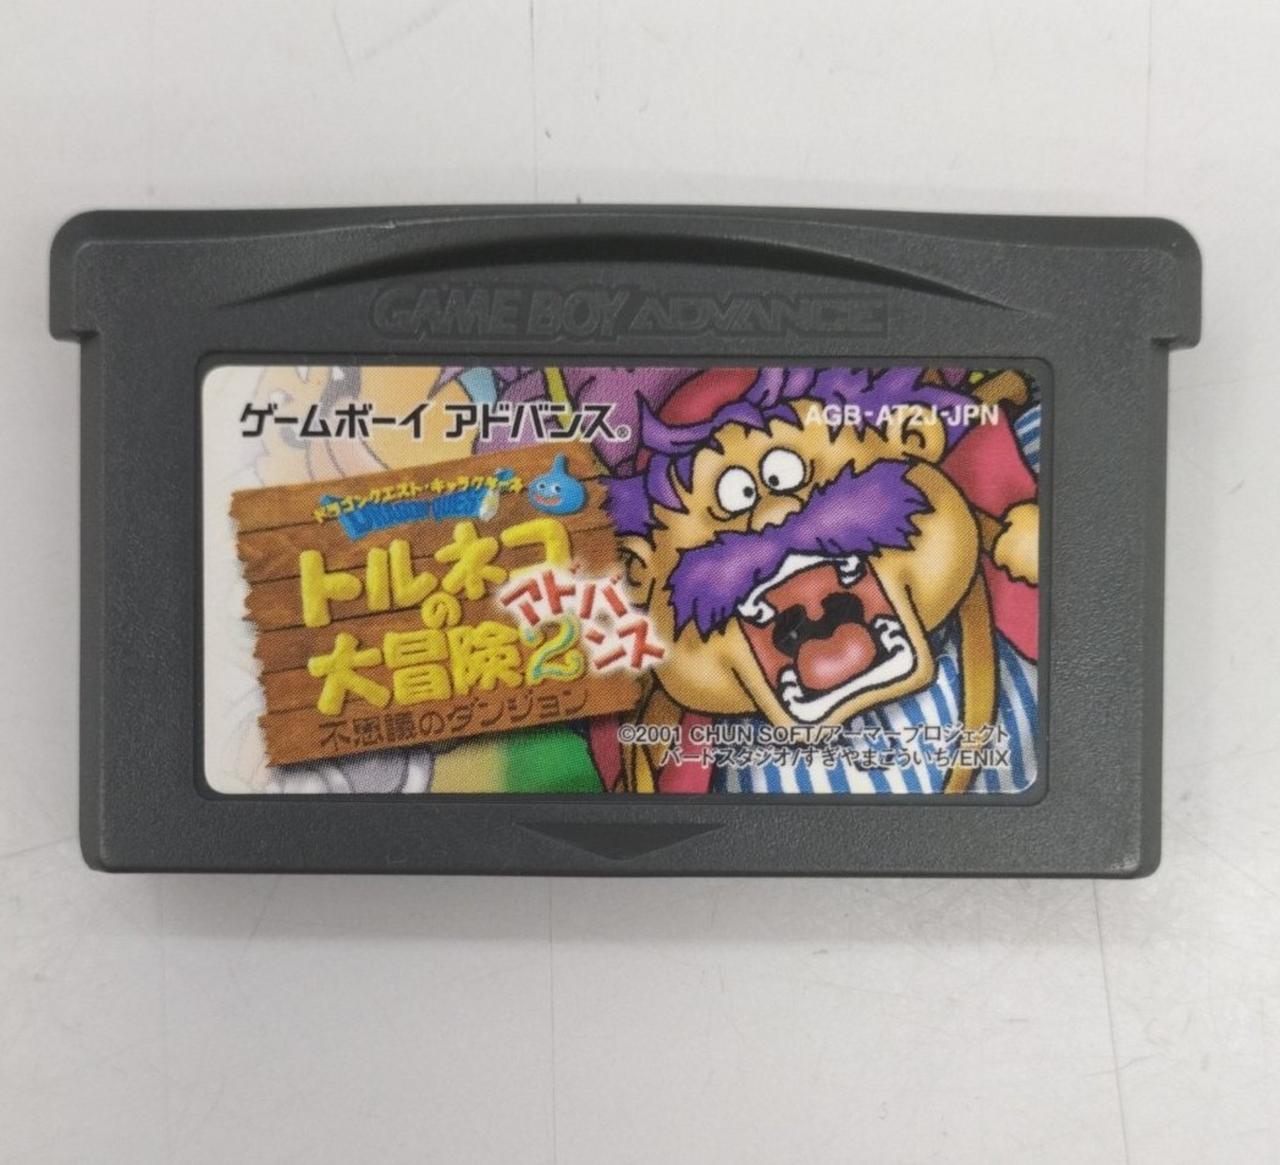 GAME BOY ADVANCE
ゲームボーイ アドバンス®
AGB-AT2J-JPN
ドラゴンクエスト・キャラクターズ
DRAGON QUEST
トルネコ
の
大冒険2
アドバンス
不思議のダンジョン
©2001 CHUN SOFT/アーマープロジェクト
バードスタジオ/すぎやまこういち/ENIX